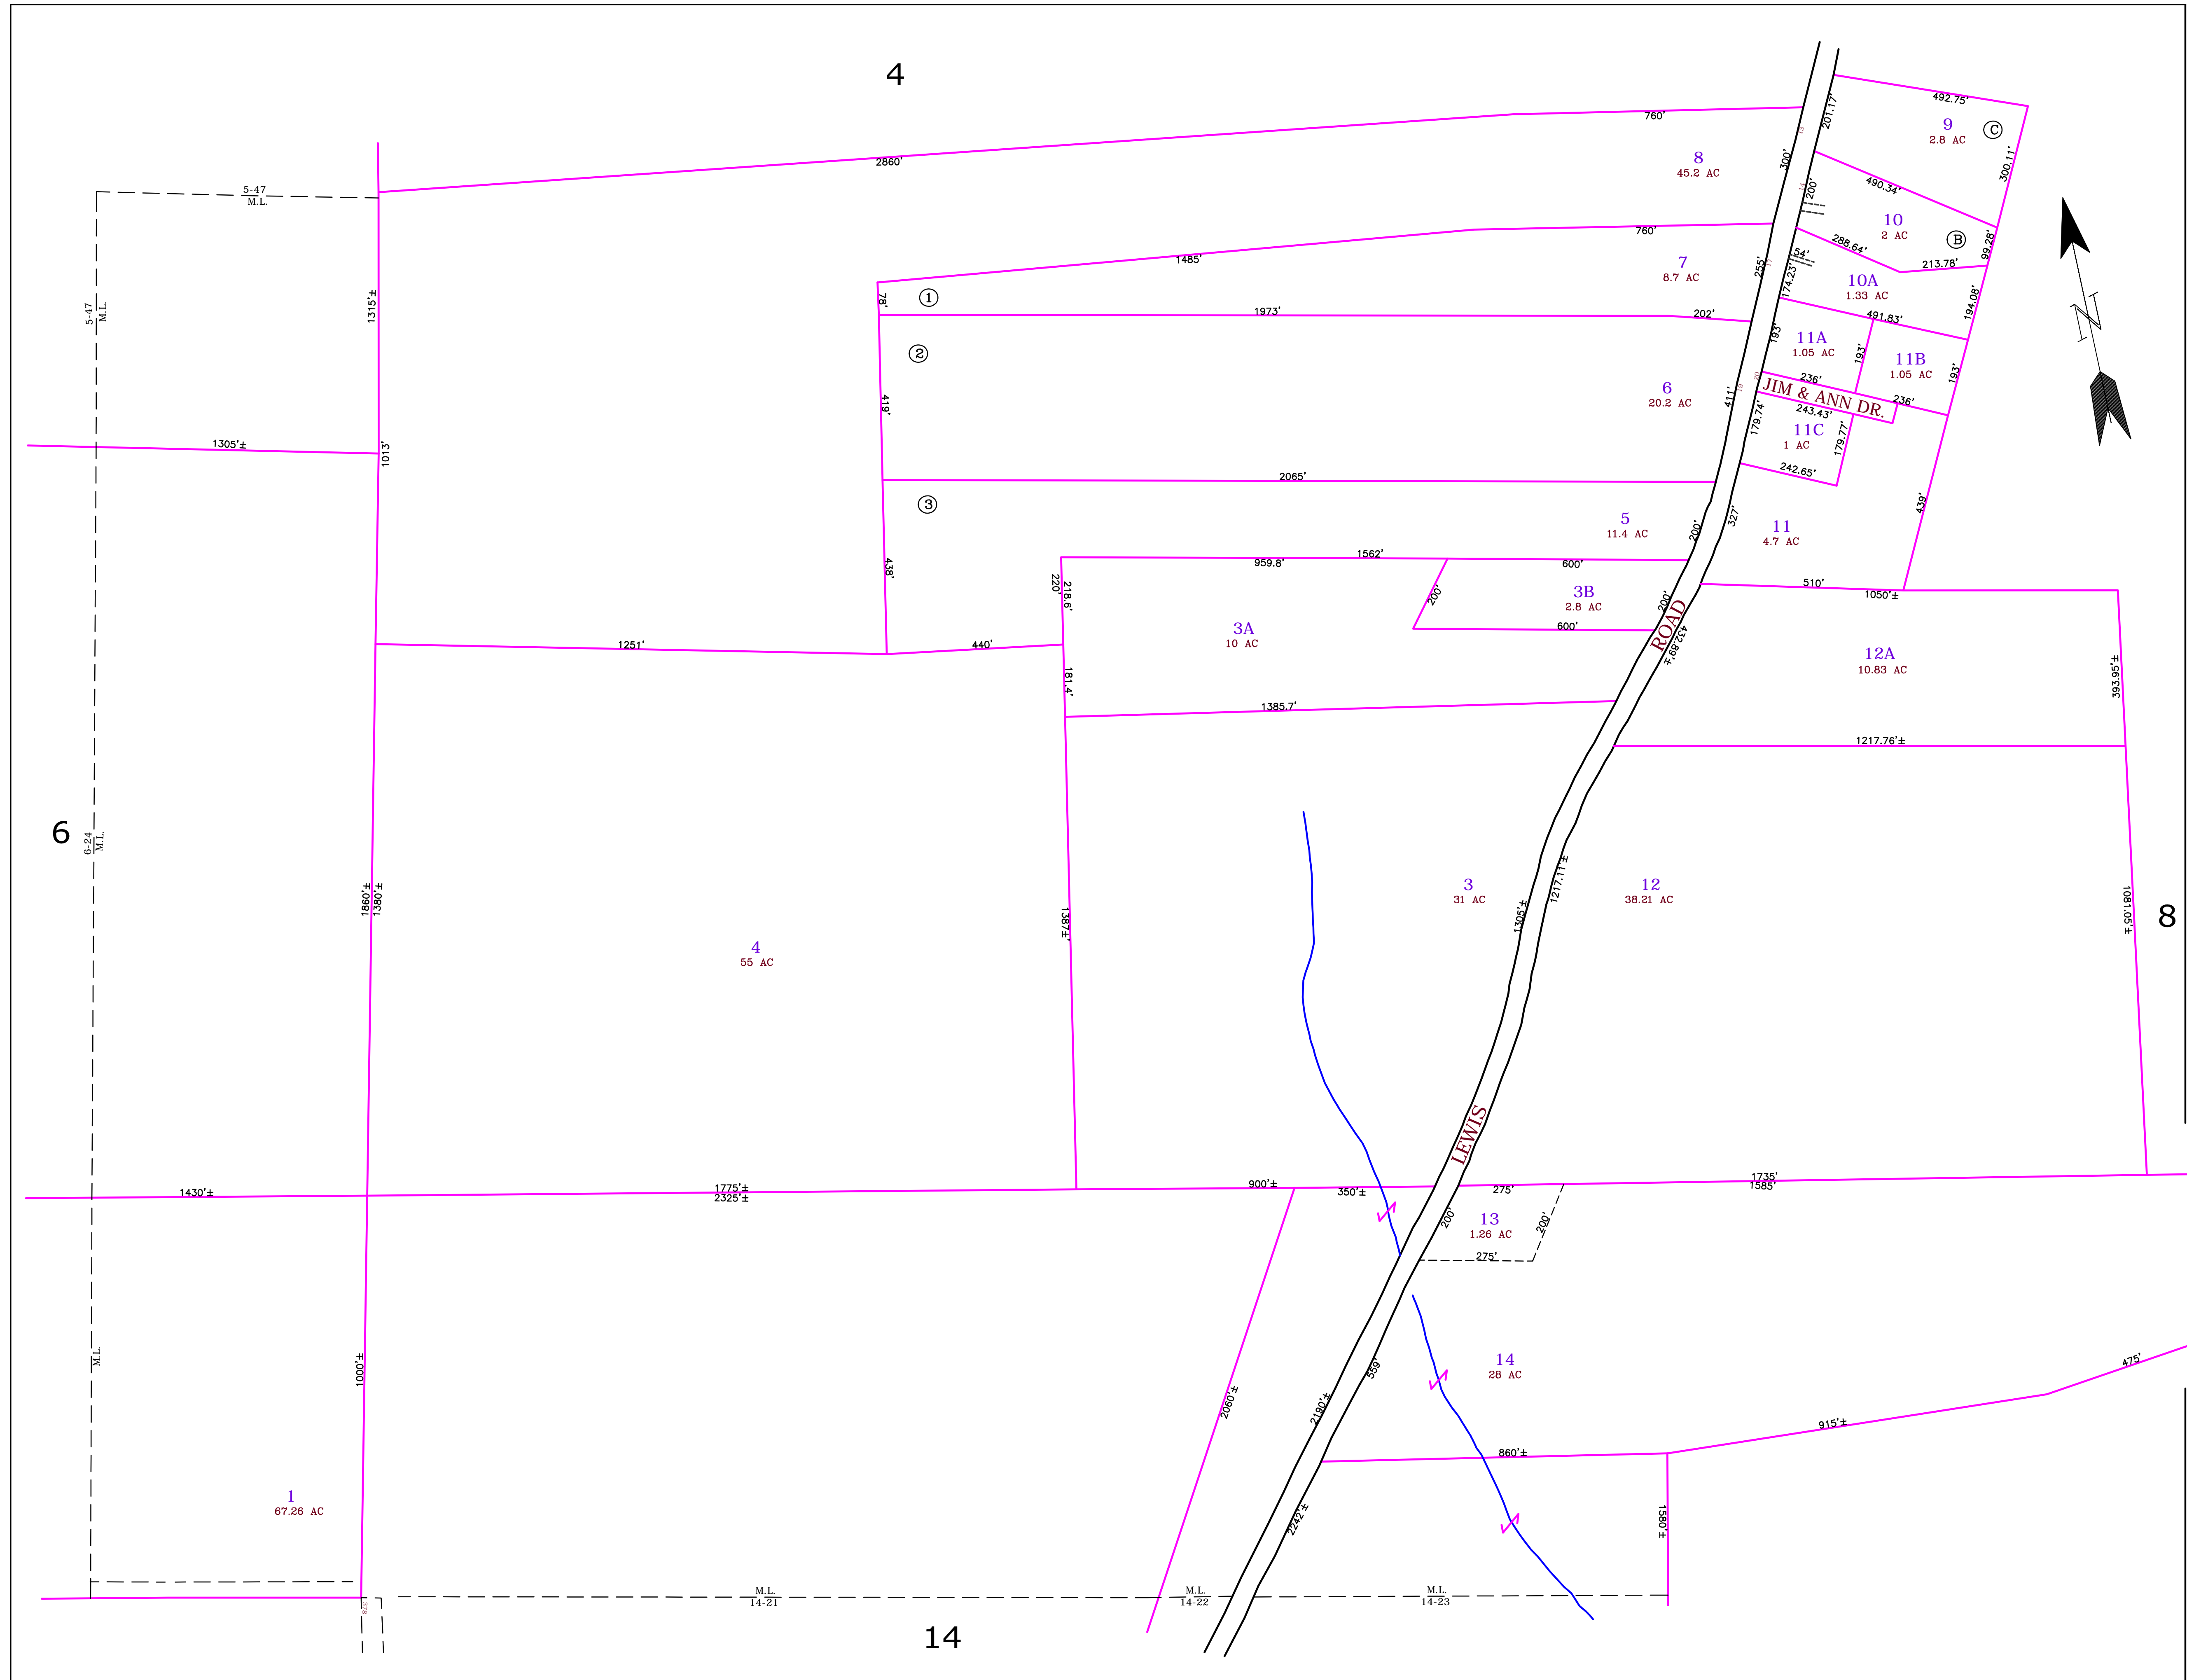 4
492.75'
9
2.8 AC
C
201.17'
300.11'
760'
13
8
45.2 AC
300'
2860'
5-47
M.L.
14
200'
490.34'
10
2 AC
B
99.28'
288.64'
213.78'
760'
1485'
7
8.7 AC
255'
17
54'
174.23'
10A
1.33 AC
194.08'
N
5-47
M.L.
1315'±
78'
1
1973'
202'
491.83'
2
193'
11A
1.05 AC
193'
11B
1.05 AC
193'
419'
6
20.2 AC
411'
19
20
236'
JIM & ANN DR.
236'
243.43'
179.74'
11C
1 AC
179.77'
242.65'
1305'±
1013'
2065'
3
5
11.4 AC
200'
327'
11
4.7 AC
439'
438'
1562'
959.8'
600'
220'
218.6'
200'
3B
2.8 AC
200'
510'
1050'±
600'
ROAD
432.89'±
3A
10 AC
1251'
440'
12A
10.83 AC
393.95'±
181.4'
1385.7'
1217.76'±
6
6-24
M.L.
1860'±
1380'±
1387±'
3
31 AC
1305'±
1217.11'±
12
38.21 AC
1081.05'±
8
4
55 AC
LEWIS
1430'±
1775'±
2325'±
900'±
350'±
275'
1735'
1585'
200'
13
1.26 AC
200'
275'
M.L.
1000'±
2060'±
2190'±
559'
14
28 AC
475'
915'±
860'±
1
67.26 AC
2242'±
1580'±
378
M.L.
14-21
M.L.
14-22
M.L.
14-23
14